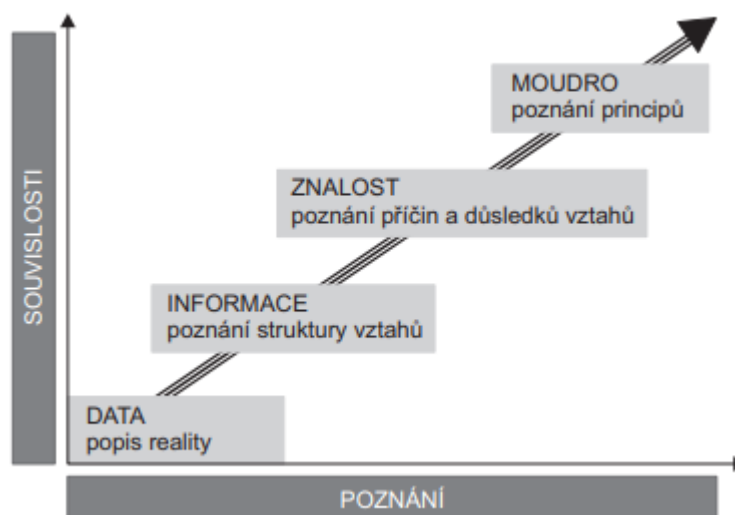 MOUDRO
poznání principů
ZNALOST
poznání příčin a důsledků vztahů
INFORMACE
poznání struktury vztahů
DATA
popis reality
SOUVISLOSTI
POZNÁNÍ